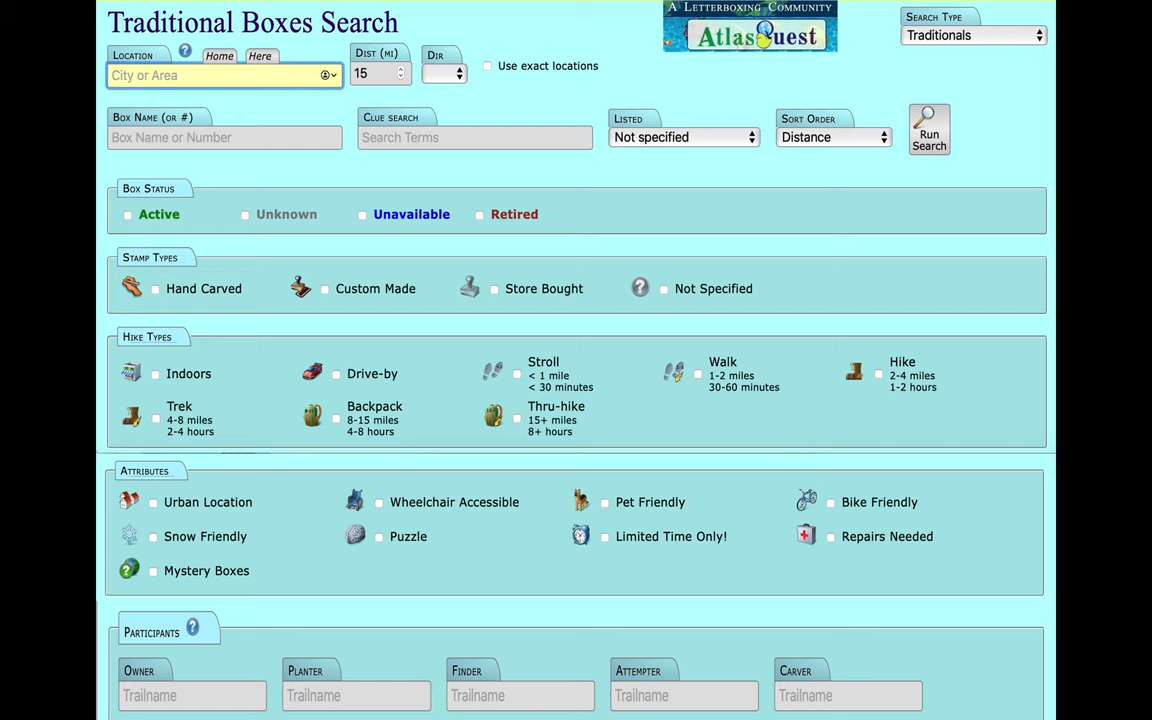 A Letterboxing Community
Traditional Boxes Search
AtlasQuest
Search Type
Traditionals
Location
Home
Here
Dist (mi)
Dir
City or Area
15
Use exact locations
Box Name (or #)
Clue search
Listed
Sort Order
Box Name or Number
Search Terms
Not specified
Distance
Run
Search
Box Status
Active
Unknown
Unavailable
Retired
Stamp Types
Hand Carved
Custom Made
Store Bought
Not Specified
Hike Types
Indoors
Drive-by
Stroll
< 1 mile
< 30 minutes
Walk
1-2 miles
30-60 minutes
Hike
2-4 miles
1-2 hours
Trek
4-8 miles
2-4 hours
Backpack
8-15 miles
4-8 hours
Thru-hike
15+ miles
8+ hours
Attributes
Urban Location
Wheelchair Accessible
Pet Friendly
Bike Friendly
Snow Friendly
Puzzle
Limited Time Only!
Repairs Needed
Mystery Boxes
Participants
Owner
Planter
Finder
Attempter
Carver
Trailname
Trailname
Trailname
Trailname
Trailname